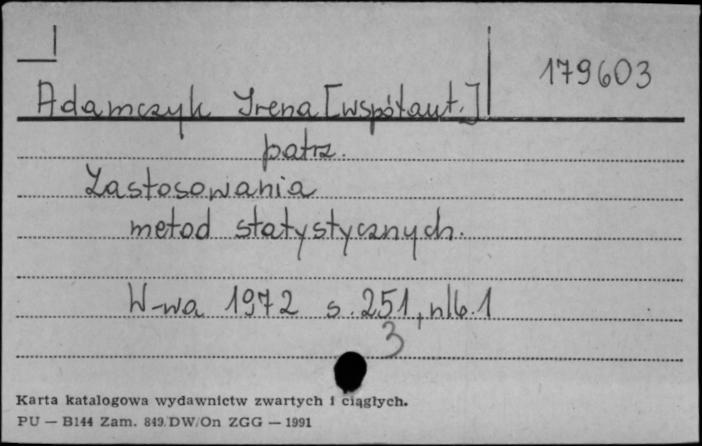 179603
Adamczyk Irena [współaut.]
patrz.
Zastosowania
metod statystycznych.
W-wa 1972 s. 251, nlb. 1
3
Karta katalogowa wydawnictw zwartych i ciągłych.
PU — B144 Zam. 849/DW/On ZGG — 1991